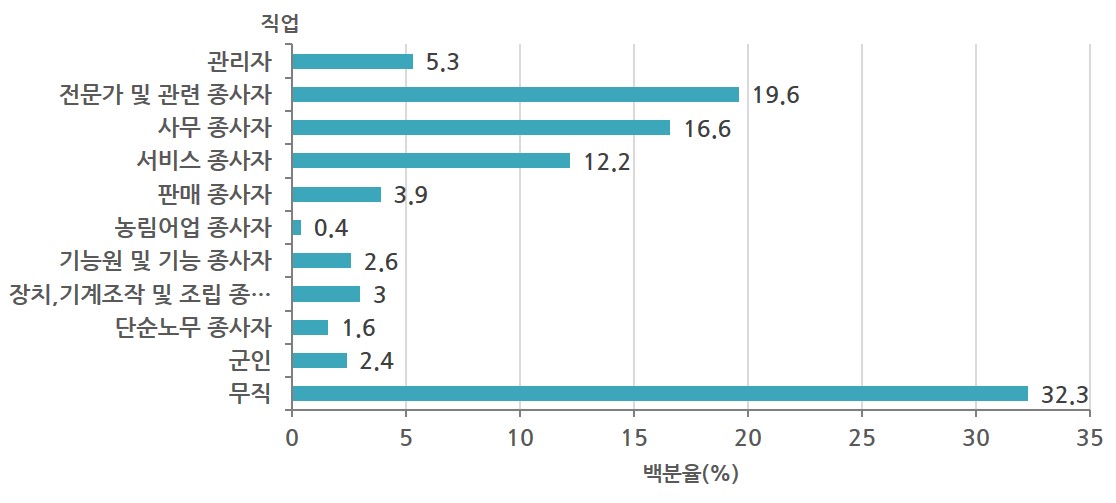 직업
관리자 5.3
전문가 및 관련 종사자 19.6
사무 종사자 16.6
서비스 종사자 12.2
판매 종사자 3.9
농림어업 종사자 0.4
기능원 및 기능 종사자 2.6
장치,기계조작 및 조립 종… 3
단순노무 종사자 1.6
군인 2.4
무직 32.3
0 5 10 15 20 25 30 35
백분율(%)